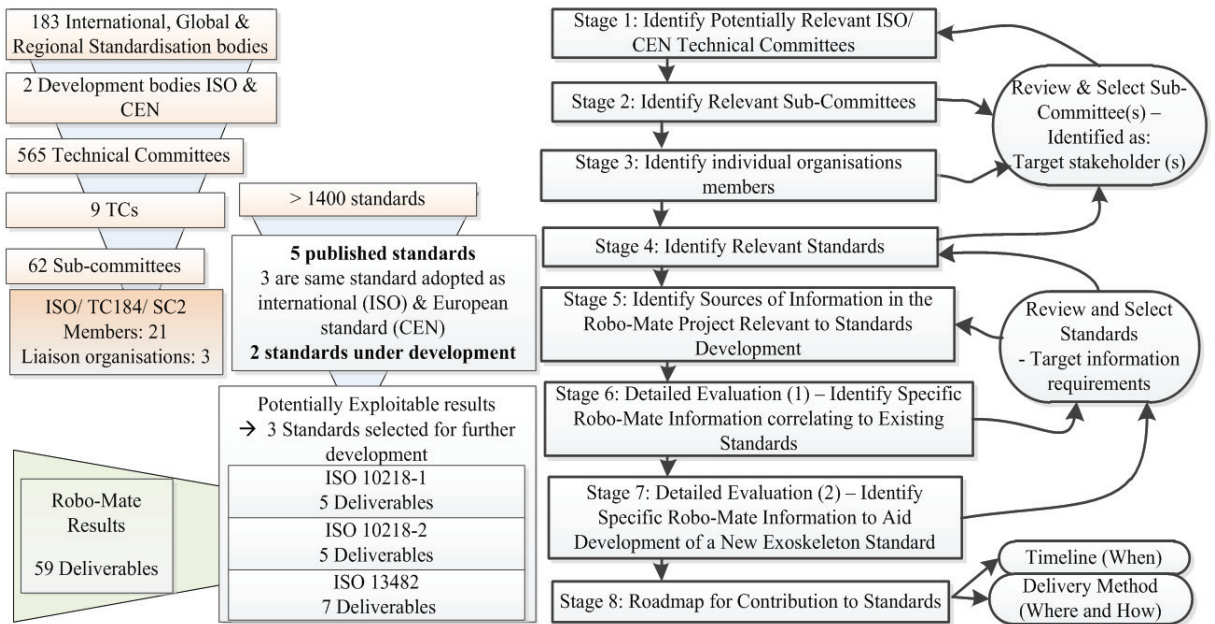 183 International, Global &
Regional Standardisation bodies
2 Development bodies ISO &
CEN
565 Technical Committees
9 TCs
62 Sub-committees
ISO/ TC184/ SC2
Members: 21
Liaison organisations: 3
> 1400 standards
5 published standards
3 are same standard adopted as
international (ISO) & European
standard (CEN)
2 standards under development
Potentially Exploitable results
→ 3 Standards selected for further
development
ISO 10218-1
5 Deliverables
ISO 10218-2
5 Deliverables
ISO 13482
7 Deliverables
Robo-Mate
Results
59 Deliverables
Stage 1: Identify Potentially Relevant ISO/
CEN Technical Committees
Stage 2: Identify Relevant Sub-Committees
Stage 3: Identify individual organisations
members
Stage 4: Identify Relevant Standards
Stage 5: Identify Sources of Information in the
Robo-Mate Project Relevant to Standards
Development
Stage 6: Detailed Evaluation (1) – Identify Specific
Robo-Mate Information correlating to Existing
Standards
Stage 7: Detailed Evaluation (2) – Identify
Specific Robo-Mate Information to Aid
Development of a New Exoskeleton Standard
Stage 8: Roadmap for Contribution to Standards
Review & Select Sub-
Committee(s) –
Identified as:
Target stakeholder (s)
Review and Select
Standards
- Target information
requirements
Timeline (When)
Delivery Method
(Where and How)